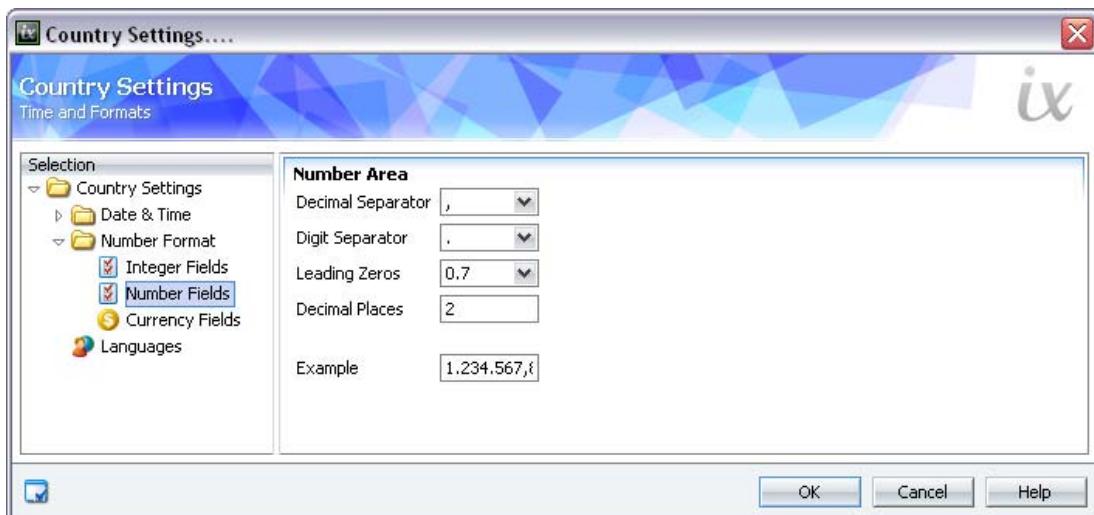 ix Country Settings....
Country Settings
Time and Formats
ix
Selection
Country Settings
Date & Time
Number Format
Integer Fields
Number Fields
Currency Fields
Languages
Number Area
Decimal Separator ,
Digit Separator .
Leading Zeros 0.7
Decimal Places 2
Example 1.234.567,
OK Cancel Help